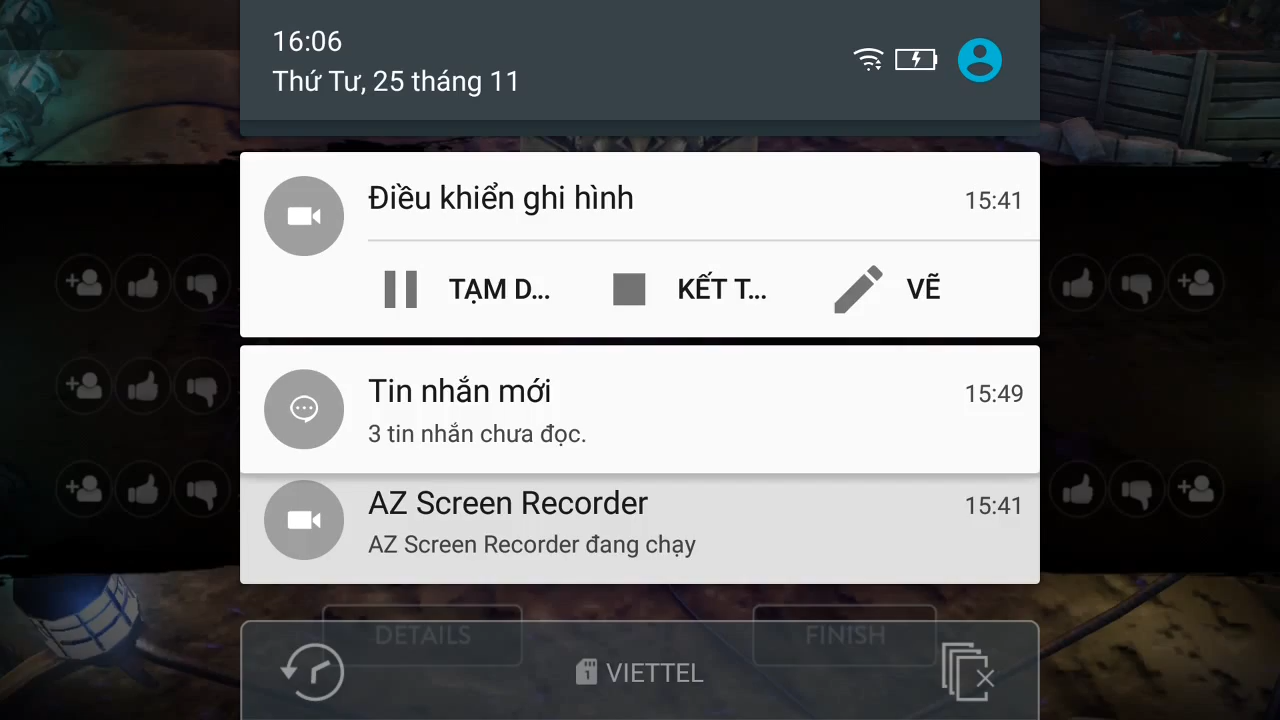 16:06
Thứ Tư, 25 tháng 11
Điều khiển ghi hình
15:41
TẠM D...
KẾT T...
VẼ
Tin nhắn mới
15:49
3 tin nhắn chưa đọc.
AZ Screen Recorder
15:41
AZ Screen Recorder đang chạy
DETAILS
FINISH
1 VIETTEL